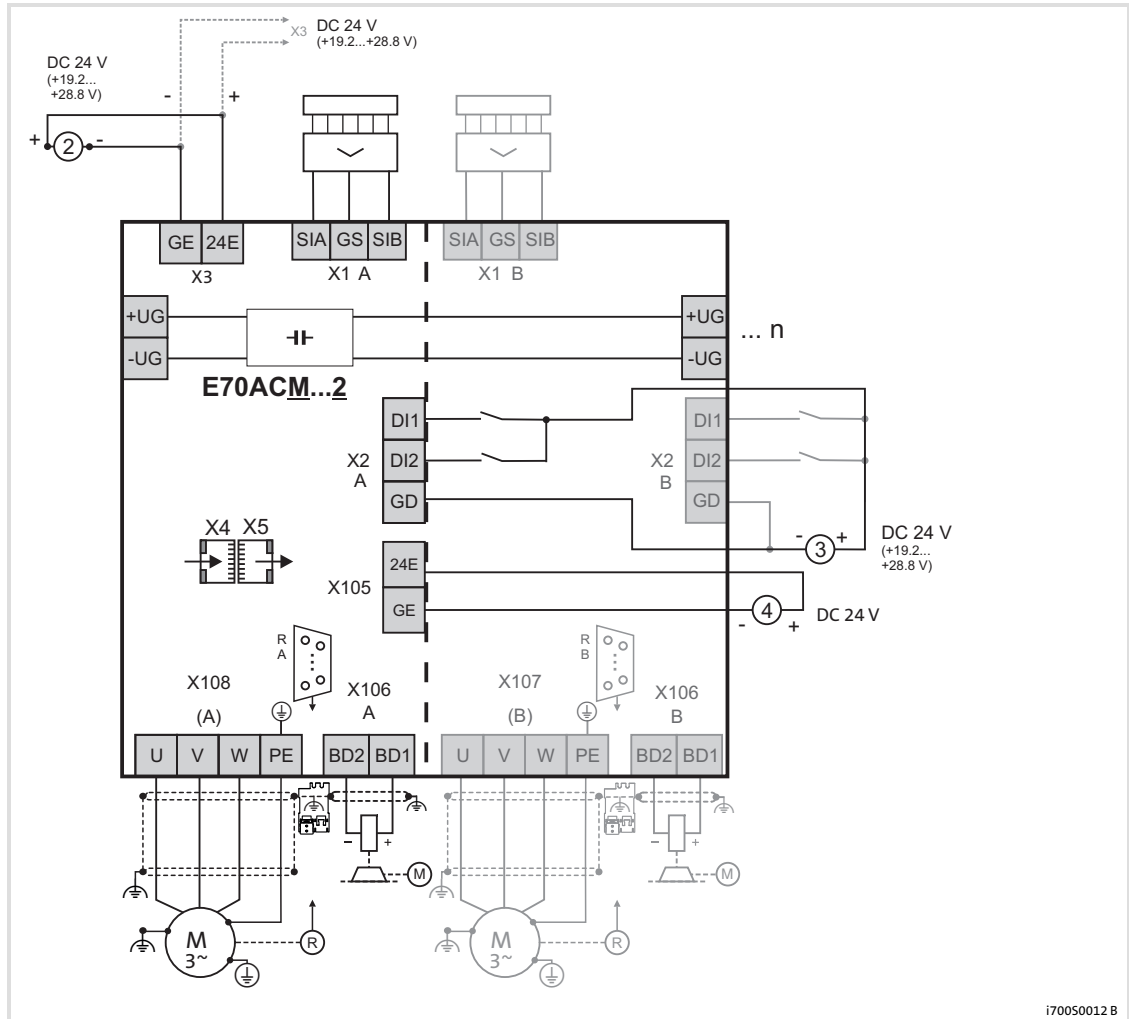 X3 DC 24 V
(+19.2...+28.8 V)
DC 24 V
(+19.2...
+28.8 V)
- +
+ 2 -
GE 24E
X3
SIA GS SIB
X1 A
SIA GS SIB
X1 B
+UG
-UG
+UG
-UG
... n
E70ACM...2
DI1
DI2
GD
X2
A
DI1
DI2
GD
X2
B
- 3 +
DC 24 V
(+19.2...
+28.8 V)
X4 X5
24E
GE
X105
- 4 +
DC 24 V
R
A
X108
(A)
X106
A
R
B
X107
(B)
X106
B
U V W PE
BD2 BD1
U V W PE
BD2 BD1
- +
M
- +
M
M
3~
R
M
3~
R
i700S0012 B